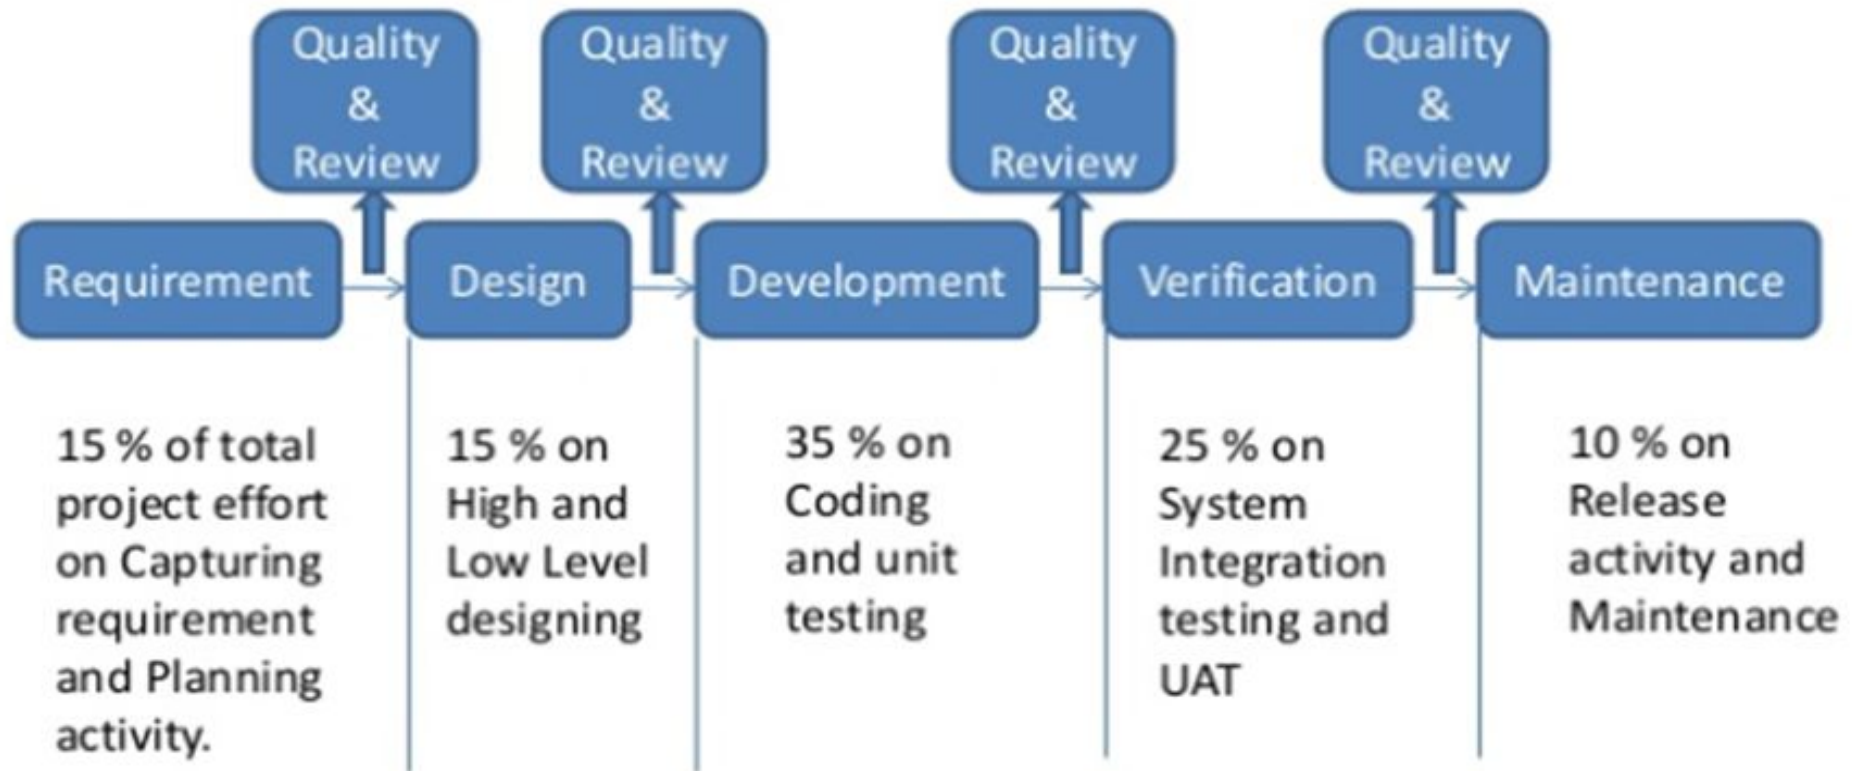 Quality
&
Review
Quality
&
Review
Quality
&
Review
Quality
&
Review
Requirement
Design
Development
Verification
Maintenance
15 % of total
project effort
on Capturing
requirement
and Planning
activity.
15 % on
High and
Low Level
designing
35 % on
Coding
and unit
testing
25 % on
System
Integration
testing and
UAT
10 % on
Release
activity and
Maintenance